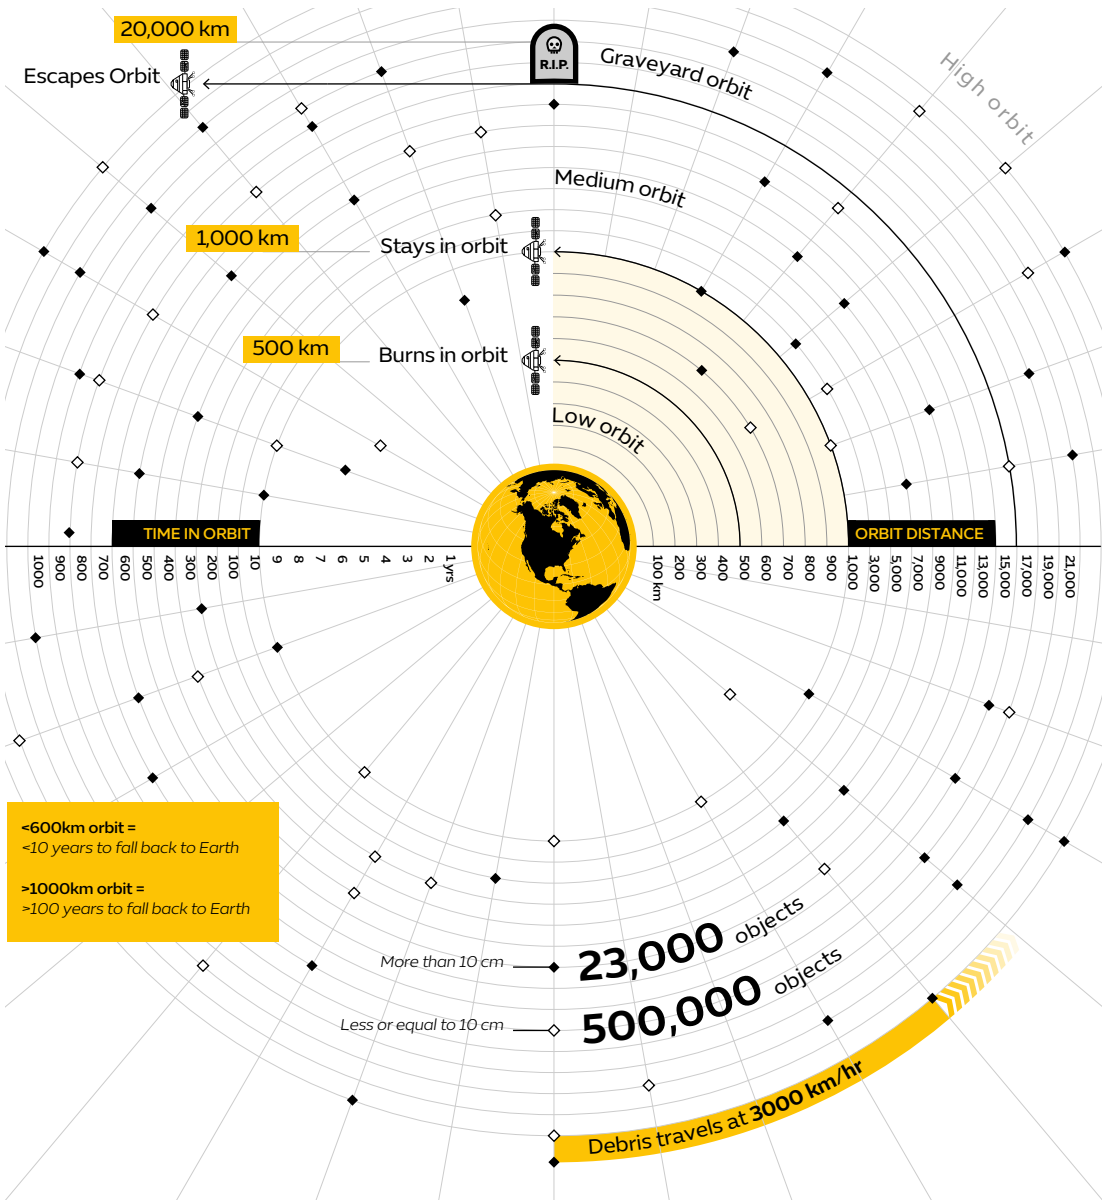 20,000 km
Escapes Orbit
R.I.P.
Graveyard orbit
High orbit
Medium orbit
1,000 km
Stays in orbit
500 km
Burns in orbit
Low orbit
TIME IN ORBIT
ORBIT DISTANCE
1000
900
800
700
600
500
400
300
200
100
10
9
8
7
6
5
4
3
2
1 yrs
100 km
200
300
400
500
600
700
800
900
1,000
3,000
5,000
7,000
9000
11,000
13,000
15,000
17,000
19,000
21,000
<600km orbit =
<10 years to fall back to Earth
>1000km orbit =
>100 years to fall back to Earth
More than 10 cm
23,000 objects
Less or equal to 10 cm
500,000 objects
Debris travels at 3000 km/hr